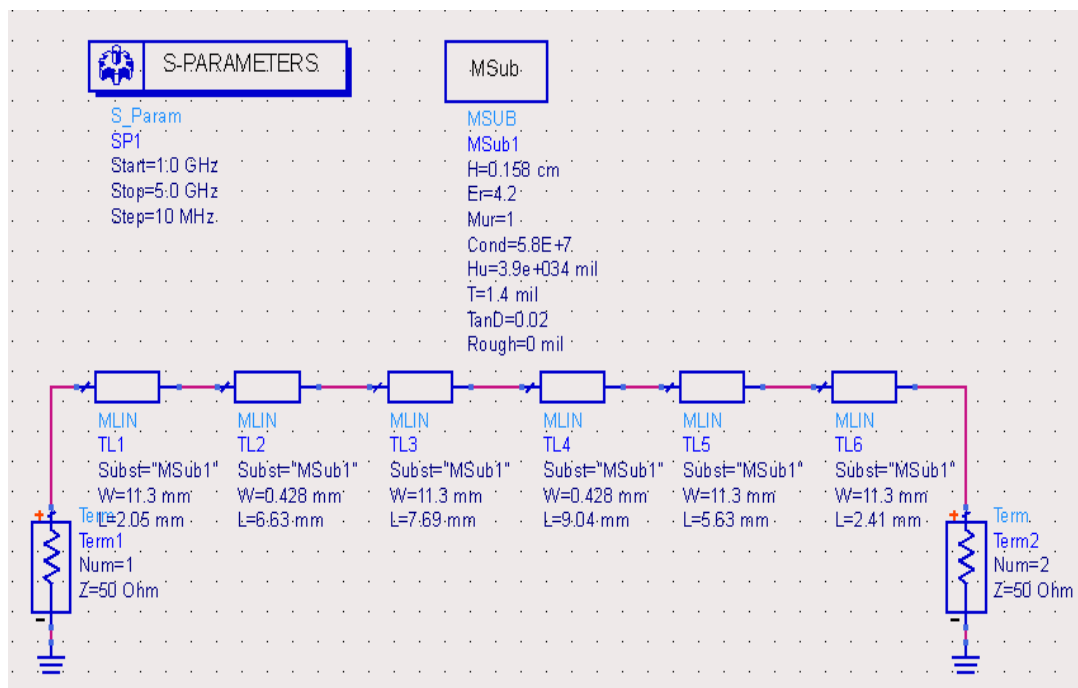 S-PARAMETERS
S_Param
SP1
Start=1.0 GHz
Stop=5.0 GHz
Step=10 MHz
MSub
MSUB
MSub1
H=0.158 cm
Er=4.2
Mur=1
Cond=5.8E+7
Hu=3.9e+034 mil
T=1.4 mil
TanD=0.02
Rough=0 mil
MLIN
TL1
Subst="MSub1"
W=11.3 mm
L=2.05 mm
MLIN
TL2
Subst="MSub1"
W=0.428 mm
L=6.63 mm
MLIN
TL3
Subst="MSub1"
W=11.3 mm
L=7.69 mm
MLIN
TL4
Subst="MSub1"
W=0.428 mm
L=9.04 mm
MLIN
TL5
Subst="MSub1"
W=11.3 mm
L=5.63 mm
MLIN
TL6
Subst="MSub1"
W=11.3 mm
L=2.41 mm
+
Term
Term1
Num=1
Z=50 Ohm
-
+
Term
Term2
Num=2
Z=50 Ohm
-